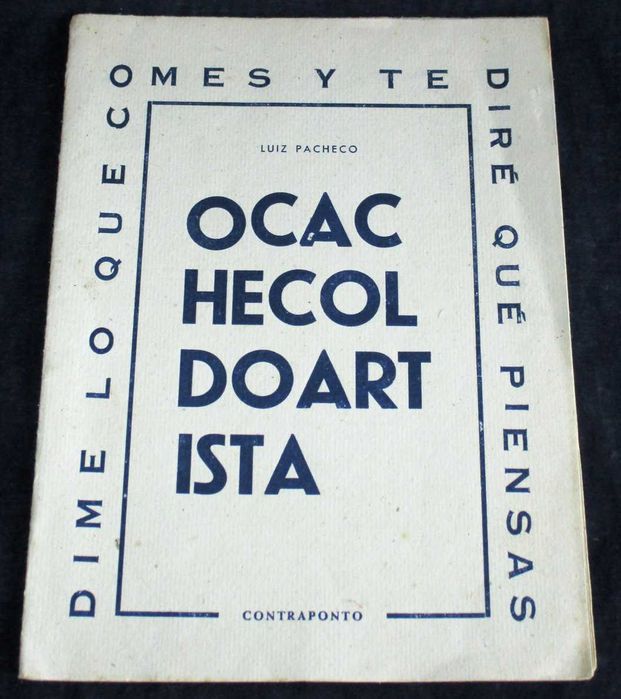 DIME LO QUE COMES Y TE DIRÉ QUÉ PIENSAS
LUIZ PACHECO
OCAC
HECOL
DOART
ISTA
CONTRAPONTO